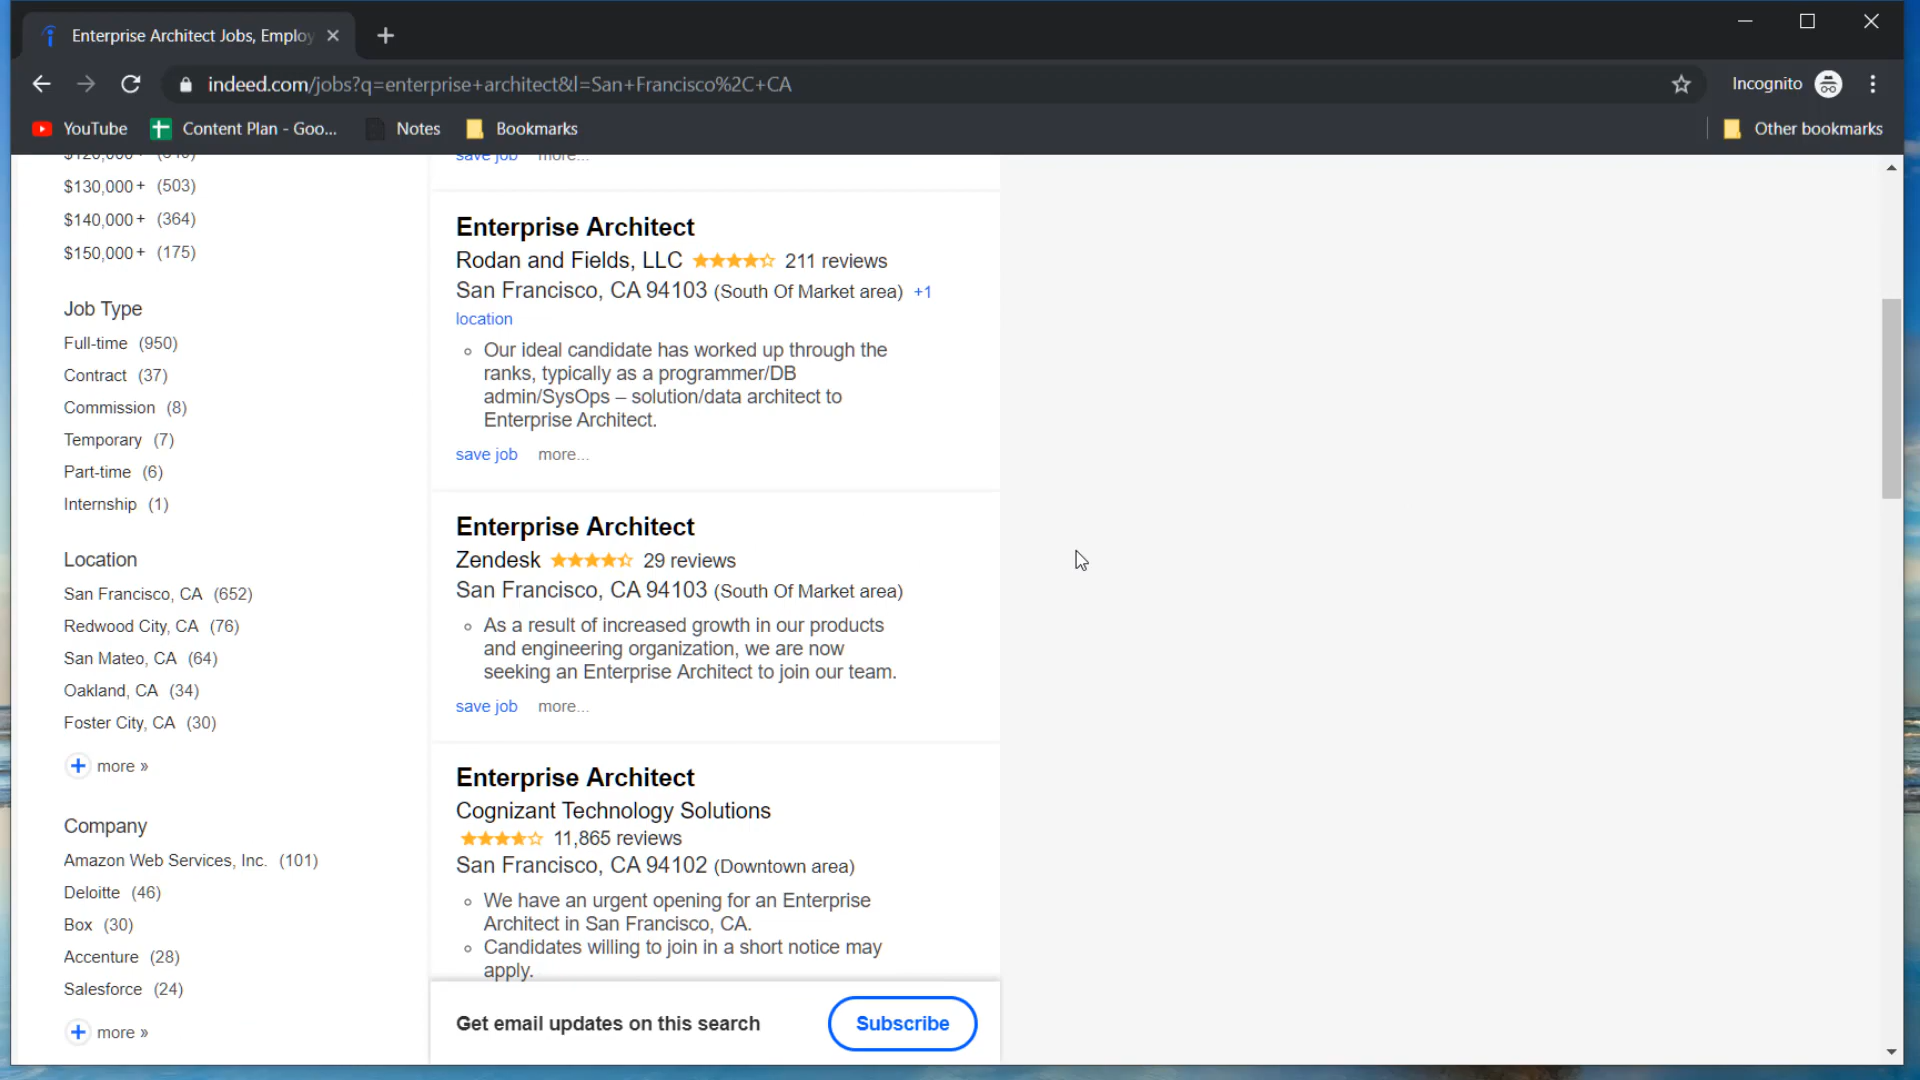 Enterprise Architect Jobs, Employ
indeed.com/jobs?q=enterprise+architect&l=San+Francisco%2C+CA
Incognito
YouTube
Content Plan - Goo...
Notes
Bookmarks
Other bookmarks
$120,000+
$130,000+ (503)
$140,000+ (364)
$150,000+ (175)
Job Type
Full-time (950)
Contract (37)
Commission (8)
Temporary (7)
Part-time (6)
Internship (1)
Location
San Francisco, CA (652)
Redwood City, CA (76)
San Mateo, CA (64)
Oakland, CA (34)
Foster City, CA (30)
more »
Company
Amazon Web Services, Inc. (101)
Deloitte (46)
Box (30)
Accenture (28)
Salesforce (24)
more »
save job more...
Enterprise Architect
Rodan and Fields, LLC 211 reviews
San Francisco, CA 94103 (South Of Market area) +1
location
Our ideal candidate has worked up through the
ranks, typically as a programmer/DB
admin/SysOps – solution/data architect to
Enterprise Architect.
save job more...
Enterprise Architect
Zendesk 29 reviews
San Francisco, CA 94103 (South Of Market area)
As a result of increased growth in our products
and engineering organization, we are now
seeking an Enterprise Architect to join our team.
save job more...
Enterprise Architect
Cognizant Technology Solutions
11,865 reviews
San Francisco, CA 94102 (Downtown area)
We have an urgent opening for an Enterprise
Architect in San Francisco, CA.
Candidates willing to join in a short notice may
apply.
Get email updates on this search
Subscribe